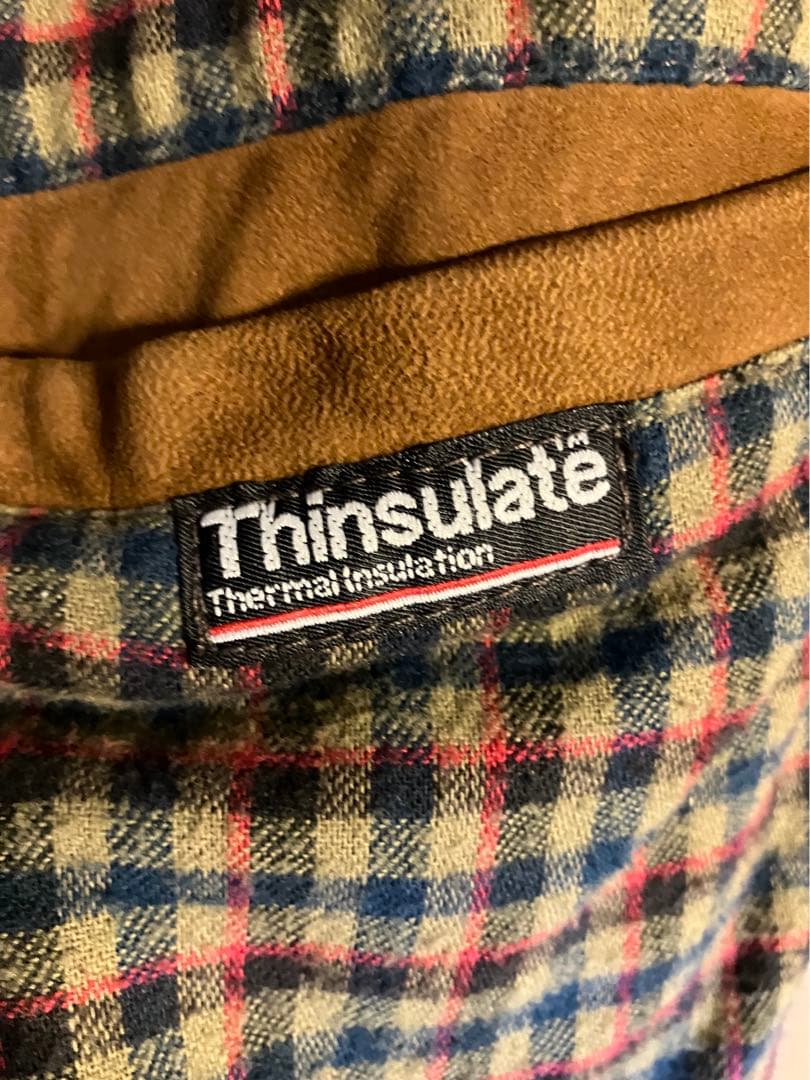 Thinsulate™
Thermal Insulation